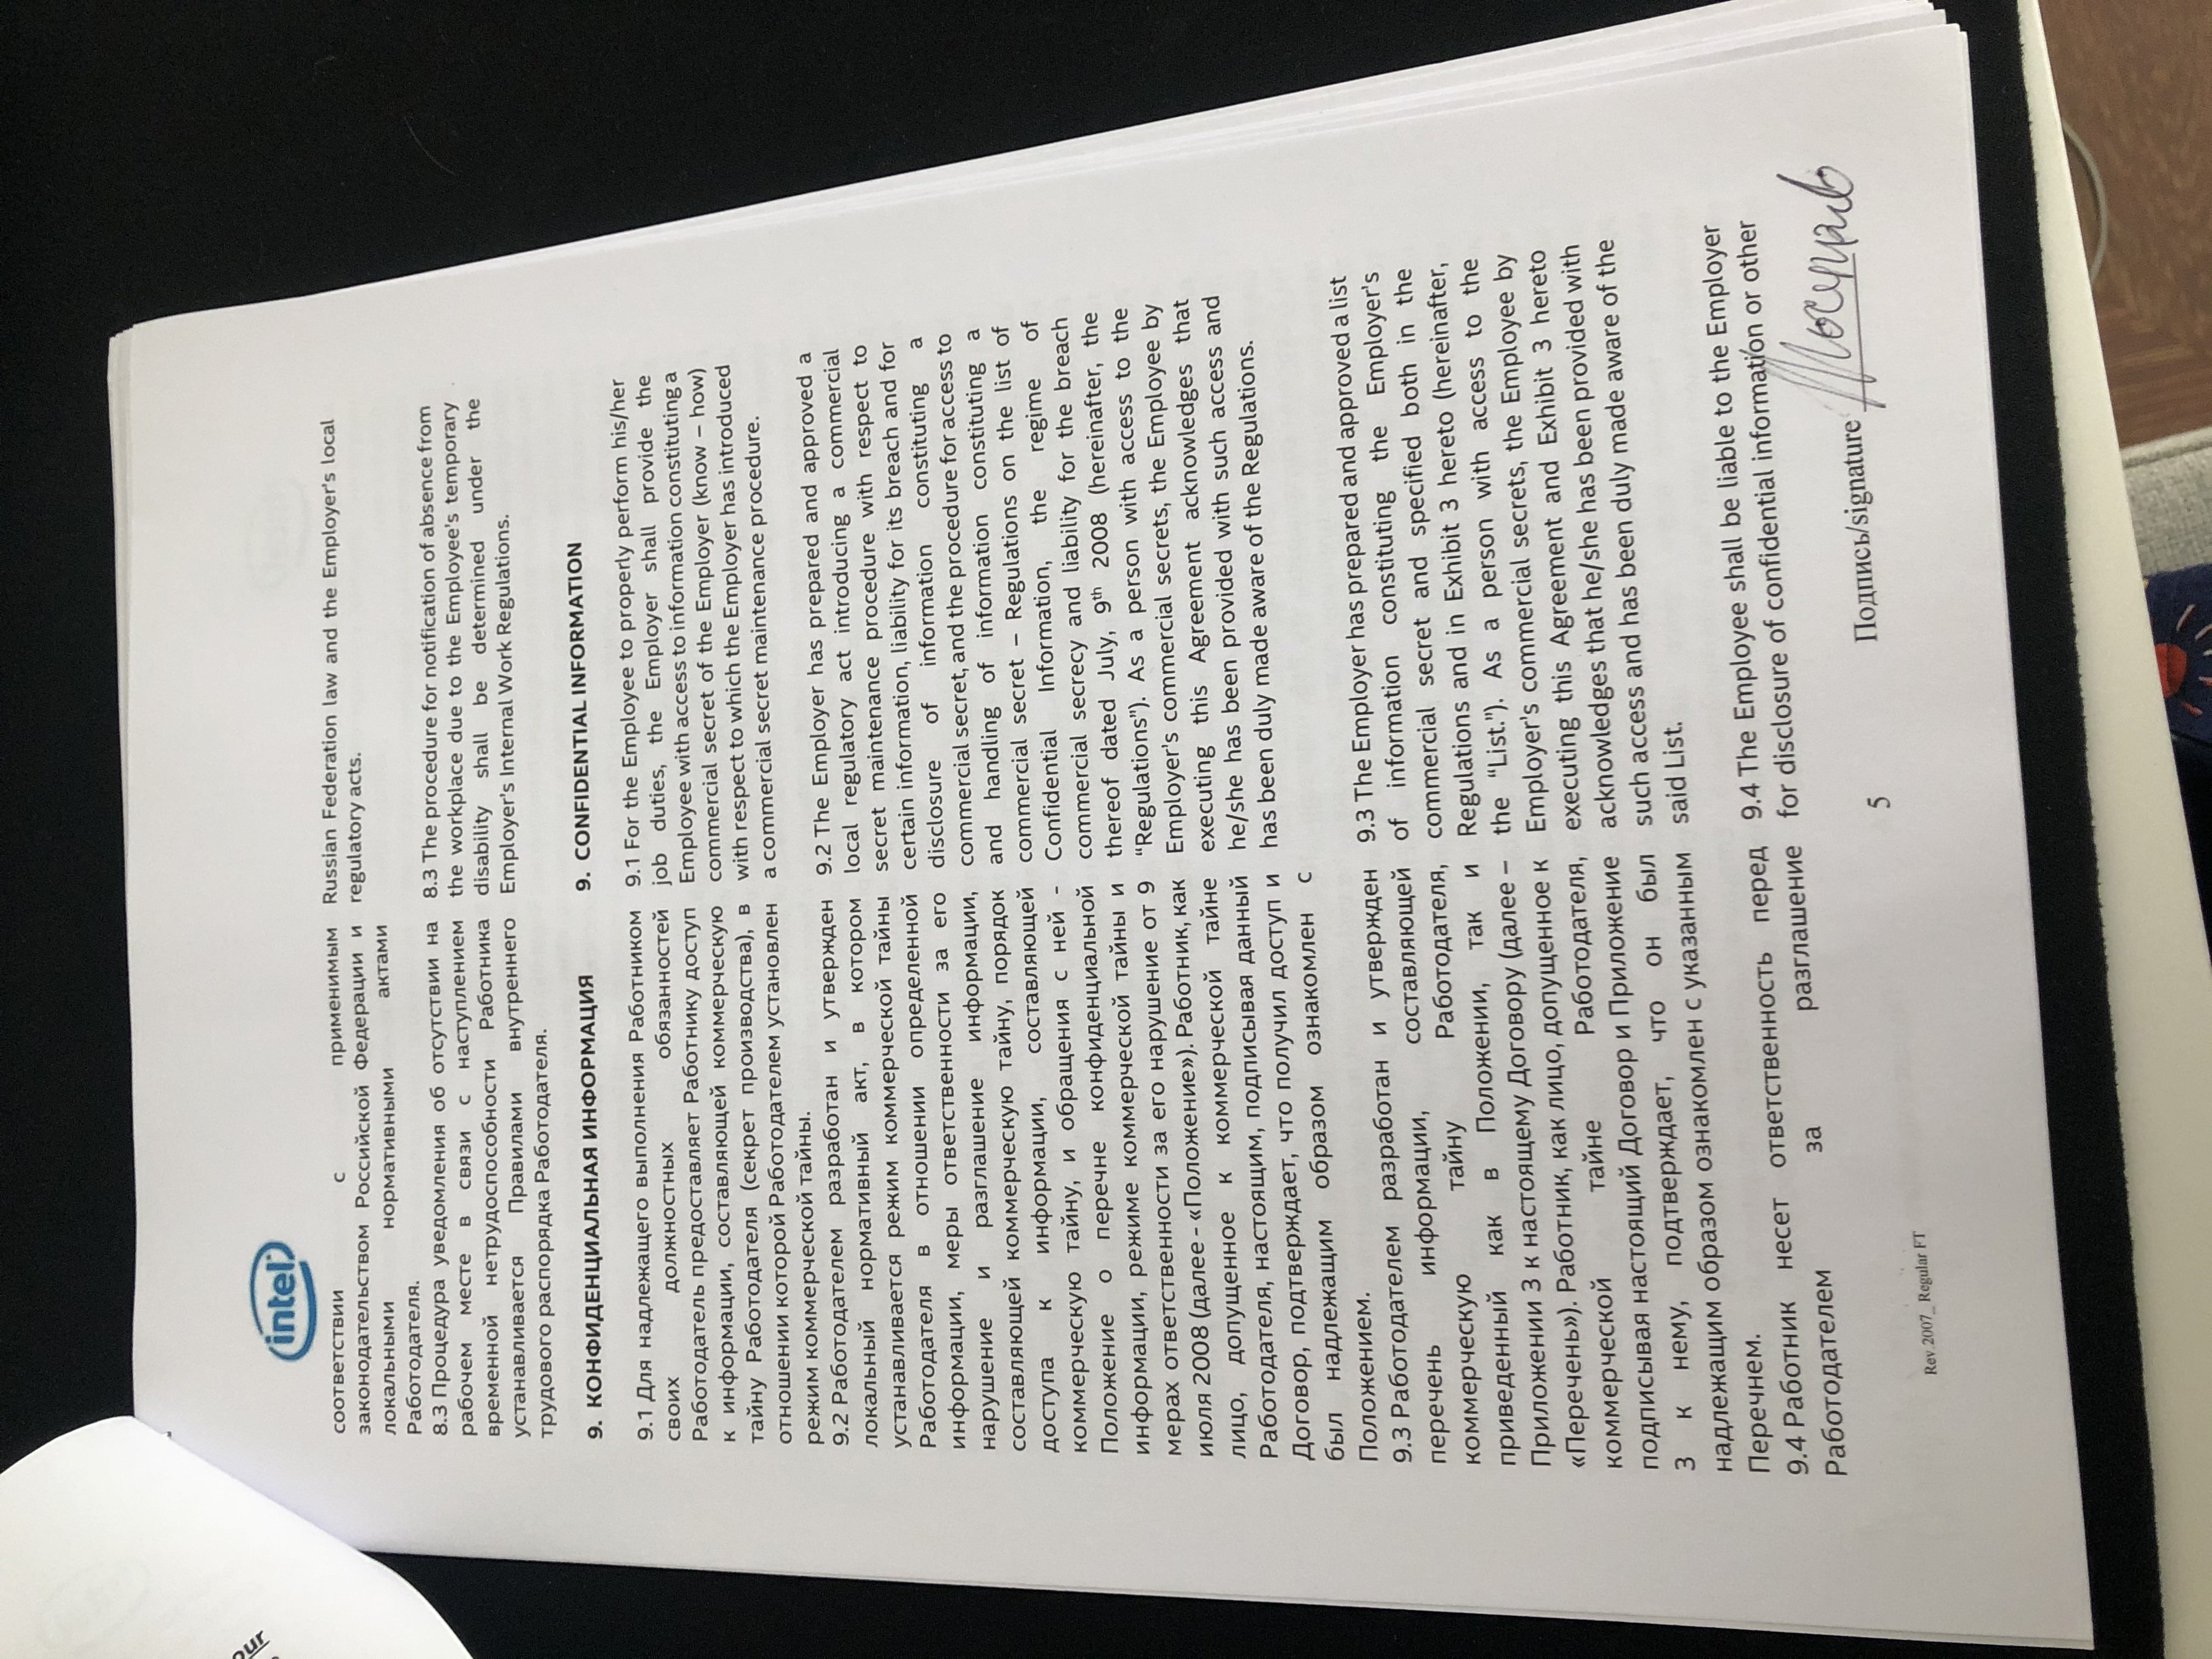 our
intel
соответствии с применимым
законодательством Российской Федерации и
локальными нормативными актами
Работодателя.
8.3 Процедура уведомления об отсутствии на
рабочем месте в связи с наступлением
временной нетрудоспособности Работника
устанавливается Правилами внутреннего
трудового распорядка Работодателя.
9. КОНФИДЕНЦИАЛЬНАЯ ИНФОРМАЦИЯ
9.1 Для надлежащего выполнения Работником
своих должностных обязанностей
Работодатель предоставляет Работнику доступ
к информации, составляющей коммерческую
тайну Работодателя (секрет производства), в
отношении которой Работодателем установлен
режим коммерческой тайны.
9.2 Работодателем разработан и утвержден
локальный нормативный акт, в котором
устанавливается режим коммерческой тайны
Работодателя в отношении определенной
информации, меры ответственности за его
нарушение и разглашение информации,
составляющей коммерческую тайну, порядок
доступа к информации, составляющей
коммерческую тайну, и обращения с ней -
Положение о перечне конфиденциальной
информации, режиме коммерческой тайны и
мерах ответственности за его нарушение от 9
июля 2008 (далее - «Положение»). Работник, как
лицо, допущенное к коммерческой тайне
Работодателя, настоящим, подписывая данный
Договор, подтверждает, что получил доступ и
был надлежащим образом ознакомлен с
Положением.
9.3 Работодателем разработан и утвержден
перечень информации, составляющей
коммерческую тайну Работодателя,
приведенный как в Положении, так и
Приложении 3 к настоящему Договору (далее –
«Перечень»). Работник, как лицо, допущенное к
коммерческой тайне Работодателя,
подписывая настоящий Договор и Приложение
3 к нему, подтверждает, что он был
надлежащим образом ознакомлен с указанным
Перечнем.
9.4 Работник несет ответственность перед
Работодателем за разглашение
Russian Federation law and the Employer's local
regulatory acts.
8.3 The procedure for notification of absence from
the workplace due to the Employee's temporary
disability shall be determined under the
Employer's Internal Work Regulations.
9. CONFIDENTIAL INFORMATION
9.1 For the Employee to properly perform his/her
job duties, the Employer shall provide the
Employee with access to information constituting a
commercial secret of the Employer (know – how)
with respect to which the Employer has introduced
a commercial secret maintenance procedure.
9.2 The Employer has prepared and approved a
local regulatory act introducing a commercial
secret maintenance procedure with respect to
certain information, liability for its breach and for
disclosure of information constituting a
commercial secret, and the procedure for access to
and handling of information constituting a
commercial secret – Regulations on the list of
Confidential Information, the regime of
commercial secrecy and liability for the breach
thereof dated July, 9th 2008 (hereinafter, the
“Regulations”). As a person with access to the
Employer's commercial secrets, the Employee by
executing this Agreement acknowledges that
he/she has been provided with such access and
has been duly made aware of the Regulations.
9.3 The Employer has prepared and approved a list
of information constituting the Employer's
commercial secret and specified both in the
Regulations and in Exhibit 3 hereto (hereinafter,
the “List.”). As a person with access to the
Employer's commercial secrets, the Employee by
executing this Agreement and Exhibit 3 hereto
acknowledges that he/she has been provided with
such access and has been duly made aware of the
said List.
9.4 The Employee shall be liable to the Employer
for disclosure of confidential information or other
Подпись/signature
5
Rev.2007_ Regular FT